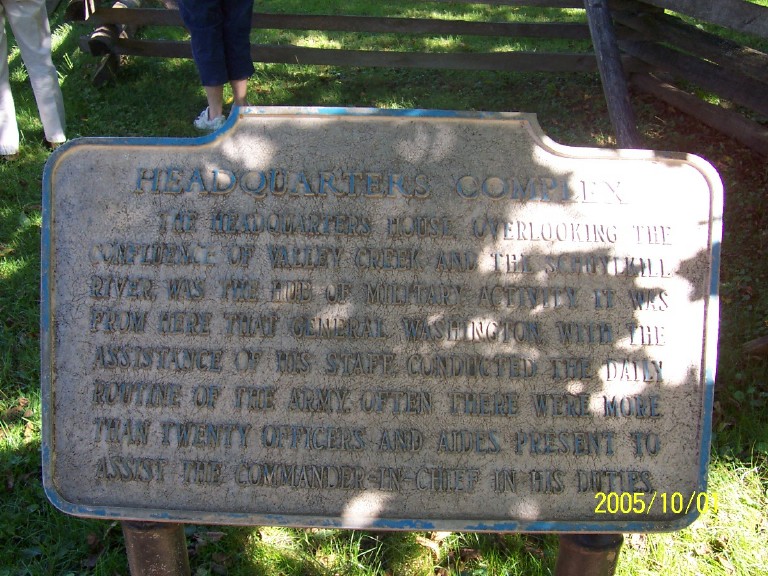 HEADQUARTERS COMPLEX
THE HEADQUARTERS HOUSE, OVERLOOKING THE
CONFLUENCE OF VALLEY CREEK AND THE SCHUYLKILL
RIVER, WAS THE HUB OF MILITARY ACTIVITY. IT WAS
FROM HERE THAT GENERAL WASHINGTON, WITH THE
ASSISTANCE OF HIS STAFF, CONDUCTED THE DAILY
ROUTINE OF THE ARMY. OFTEN THERE WERE MORE
THAN TWENTY OFFICERS AND AIDES PRESENT TO
ASSIST THE COMMANDER-IN-CHIEF IN HIS DUTIES.
2005/10/01